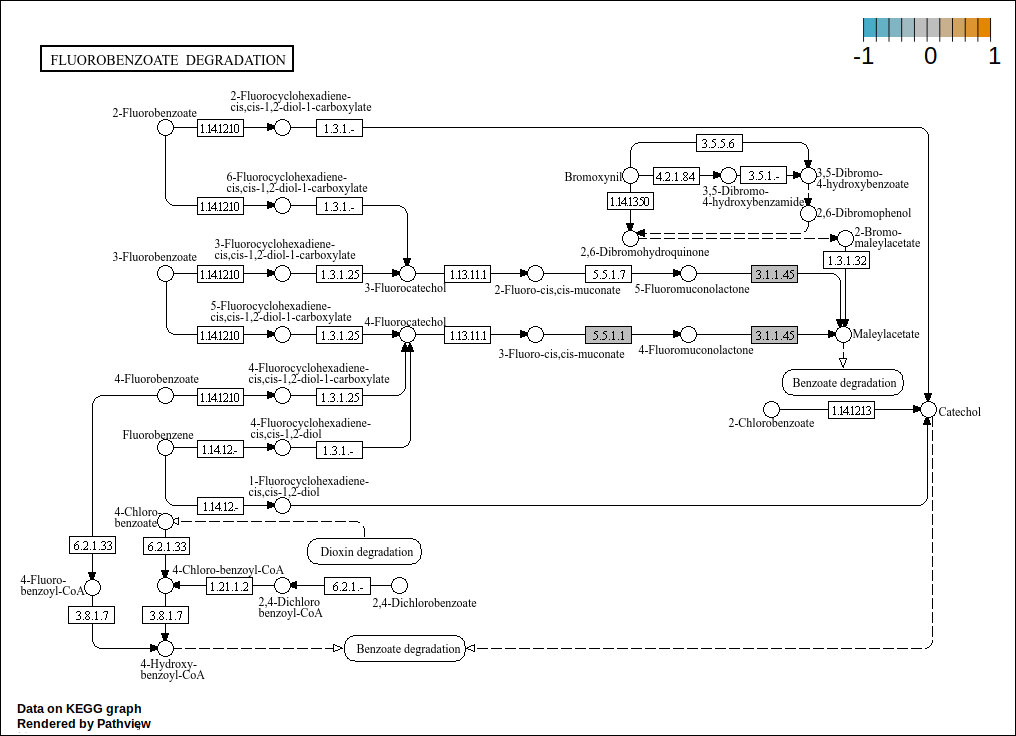 -1 0 1
FLUOROBENZOATE DEGRADATION
2-Fluorobenzoate
2-Fluorocyclohexadiene-
cis,cis-1,2-diol-1-carboxylate
1.14.12.10
1.3.1.-
3.5.5.6
6-Fluorocyclohexadiene-
cis,cis-1,2-diol-1-carboxylate
1.14.12.10
1.3.1.-
Bromoxynil
4.2.1.84
3.5.1.-
3,5-Dibromo-
4-hydroxybenzoate
3,5-Dibromo-
4-hydroxybenzamide
1.14.13.50
2,6-Dibromophenol
2,6-Dibromohydroquinone
2-Bromo-
maleylacetate
1.3.1.32
3-Fluorobenzoate
3-Fluorocyclohexadiene-
cis,cis-1,2-diol-1-carboxylate
1.14.12.10
1.3.1.25
3-Fluorocatechol
1.13.11.1
2-Fluoro-cis,cis-muconate
5.5.1.7
5-Fluoromuconolactone
3.1.1.45
5-Fluorocyclohexadiene-
cis,cis-1,2-diol-1-carboxylate
1.14.12.10
1.3.1.25
4-Fluorocatechol
1.13.11.1
3-Fluoro-cis,cis-muconate
5.5.1.1
4-Fluoromuconolactone
3.1.1.45
Maleylacetate
Benzoate degradation
4-Fluorobenzoate
4-Fluorocyclohexadiene-
cis,cis-1,2-diol-1-carboxylate
1.14.12.10
1.3.1.25
2-Chlorobenzoate
1.14.12.13
Catechol
Fluorobenzene
4-Fluorocyclohexadiene-
cis,cis-1,2-diol
1.14.12.-
1.3.1.-
1-Fluorocyclohexadiene-
cis,cis-1,2-diol
1.14.12.-
4-Chloro-
benzoate
6.2.1.33
6.2.1.33
Dioxin degradation
4-Fluoro-
benzoyl-CoA
4-Chloro-benzoyl-CoA
1.21.1.2
2,4-Dichloro
benzoyl-CoA
6.2.1.-
2,4-Dichlorobenzoate
3.8.1.7
3.8.1.7
4-Hydroxy-
benzoyl-CoA
Benzoate degradation
Data on KEGG graph
Rendered by Pathview